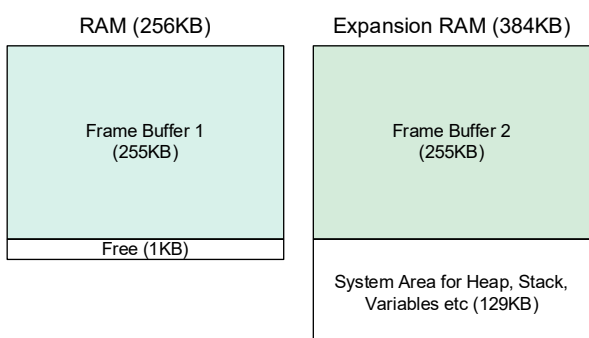 RAM (256KB)
Expansion RAM (384KB)
Frame Buffer 1
(255KB)
Frame Buffer 2
(255KB)
Free (1KB)
System Area for Heap, Stack,
Variables etc (129KB)